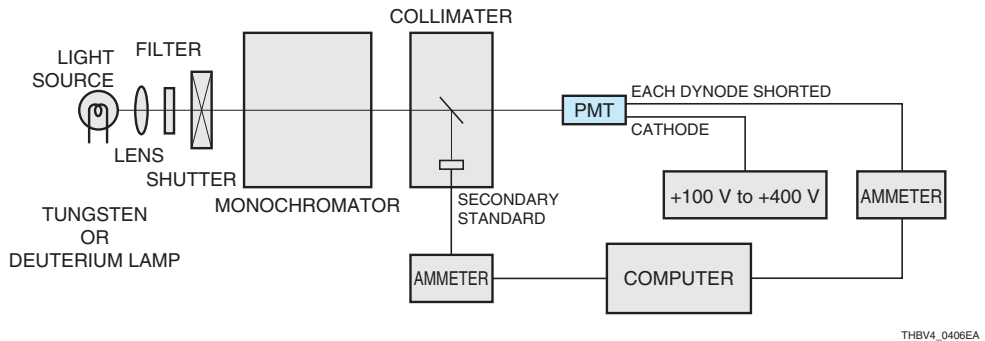 COLLIMATER
LIGHT
SOURCE
FILTER
LENS
SHUTTER
MONOCHROMATOR
TUNGSTEN
OR
DEUTERIUM LAMP
PMT
EACH DYNODE SHORTED
CATHODE
SECONDARY
STANDARD
+100 V to +400 V
AMMETER
AMMETER
COMPUTER
THBV4_0406EA